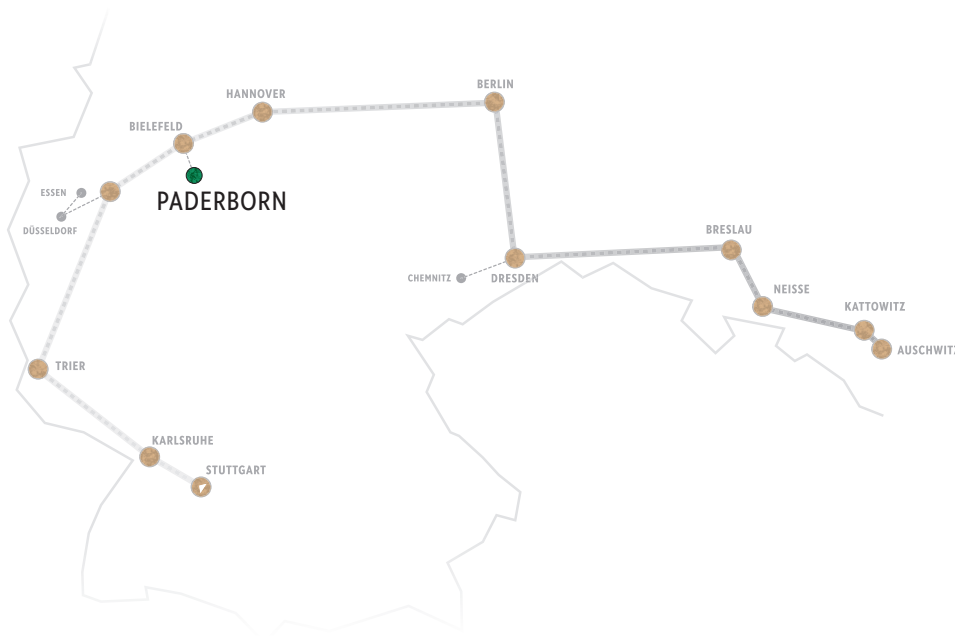 BERLIN
HANNOVER
BIELEFELD
ESSEN
PADERBORN
DÜSSELDORF
BRESLAU
CHEMNITZ
DRESDEN
NEISSE
KATTOWITZ
AUSCHWITZ
TRIER
KARLSRUHE
STUTTGART